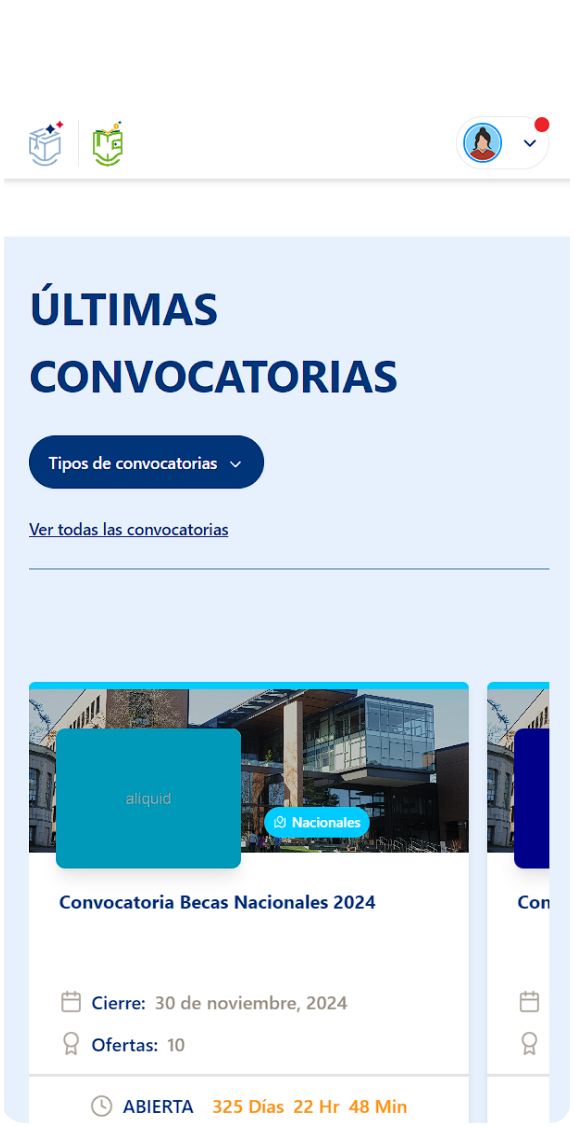 ÚLTIMAS
CONVOCATORIAS
Tipos de convocatorias
Ver todas las convocatorias
aliquid
Nacionales
Convocatoria Becas Nacionales 2024
Con
Cierre: 30 de noviembre, 2024
Ofertas: 10
ABIERTA 325 Días 22 Hr 48 Min